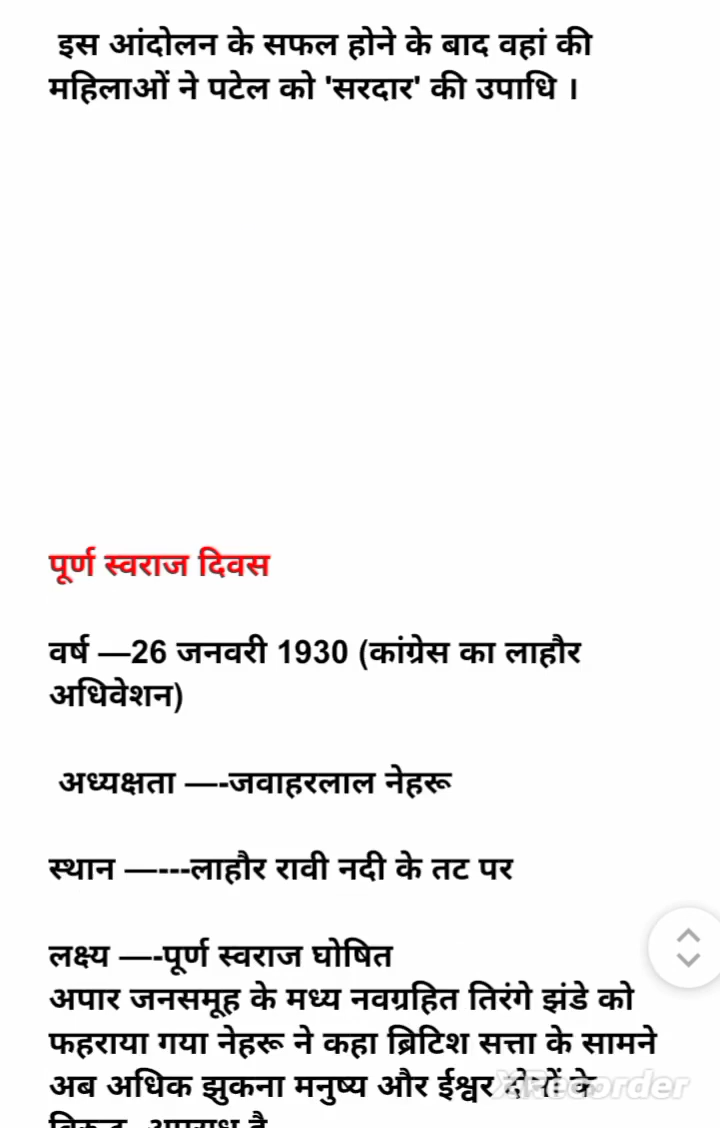 इस आंदोलन के सफल होने के बाद वहां की
महिलाओं ने पटेल को 'सरदार' की उपाधि ।
पूर्ण स्वराज दिवस
वर्ष —26 जनवरी 1930 (कांग्रेस का लाहौर
अधिवेशन)
अध्यक्षता —-जवाहरलाल नेहरू
स्थान —---लाहौर रावी नदी के तट पर
लक्ष्य —-पूर्ण स्वराज घोषित
अपार जनसमूह के मध्य नवग्रहित तिरंगे झंडे को
फहराया गया नेहरू ने कहा ब्रिटिश सत्ता के सामने
अब अधिक झुकना मनुष्य और ईश्वर दोनों के
XRecorder